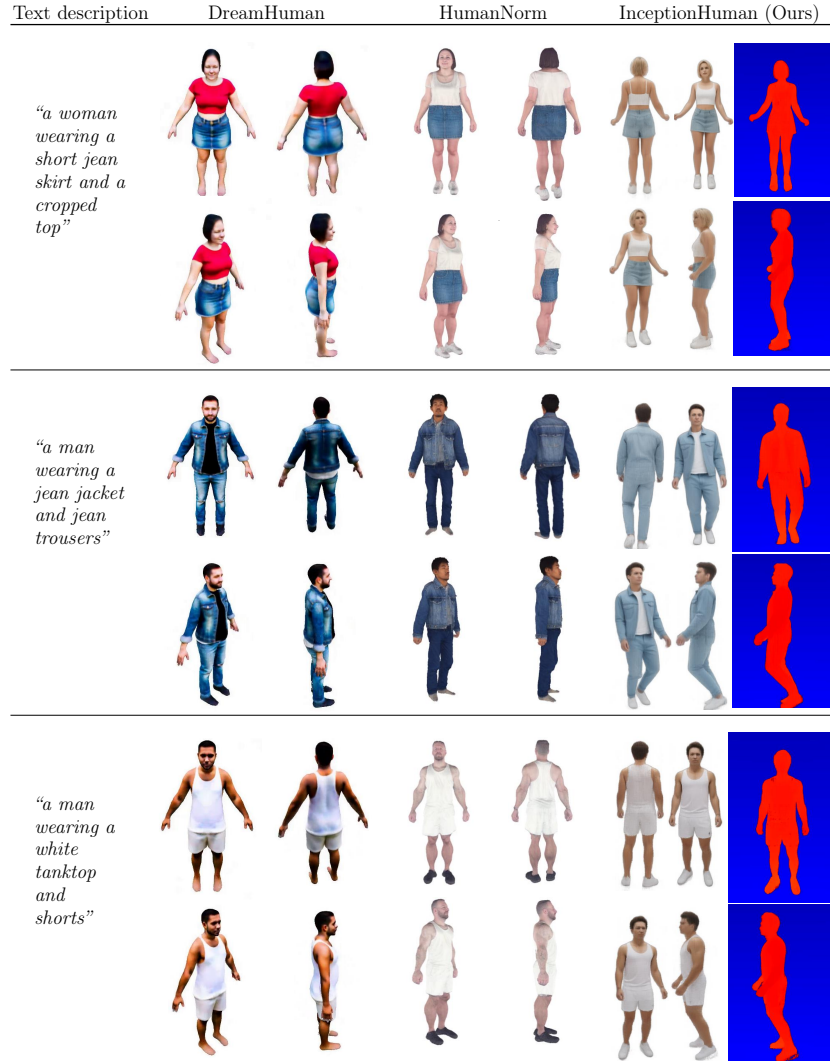 Text description DreamHuman HumanNorm InceptionHuman (Ours)
“a woman
wearing a
short jean
skirt and a
cropped
top”
“a man
wearing a
jean jacket
and jean
trousers”
“a man
wearing a
white
tanktop
and
shorts”